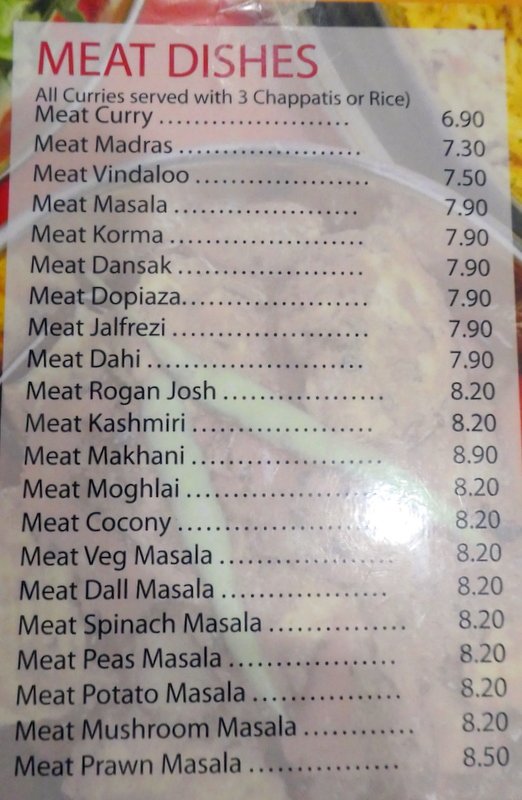 MEAT DISHES
All Curries served with 3 Chappatis or Rice)
Meat Curry ...................... 6.90
Meat Madras ..................... 7.30
Meat Vindaloo .................... 7.50
Meat Masala ..................... 7.90
Meat Korma ...................... 7.90
Meat Dansak ...................... 7.90
Meat Dopiaza...................... 7.90
Meat Jalfrezi ...................... 7.90
Meat Dahi ......................... 7.90
Meat Rogan Josh .................. 8.20
Meat Kashmiri ..................... 8.20
Meat Makhani ..................... 8.90
Meat Moghlai ...................... 8.20
Meat Cocony ...................... 8.20
Meat Veg Masala .................... 8.20
Meat Dall Masala ................... 8.20
Meat Spinach Masala ................ 8.20
Meat Peas Masala ................... 8.20
Meat Potato Masala ................. 8.20
Meat Mushroom Masala ............. 8.20
Meat Prawn Masala ................. 8.50